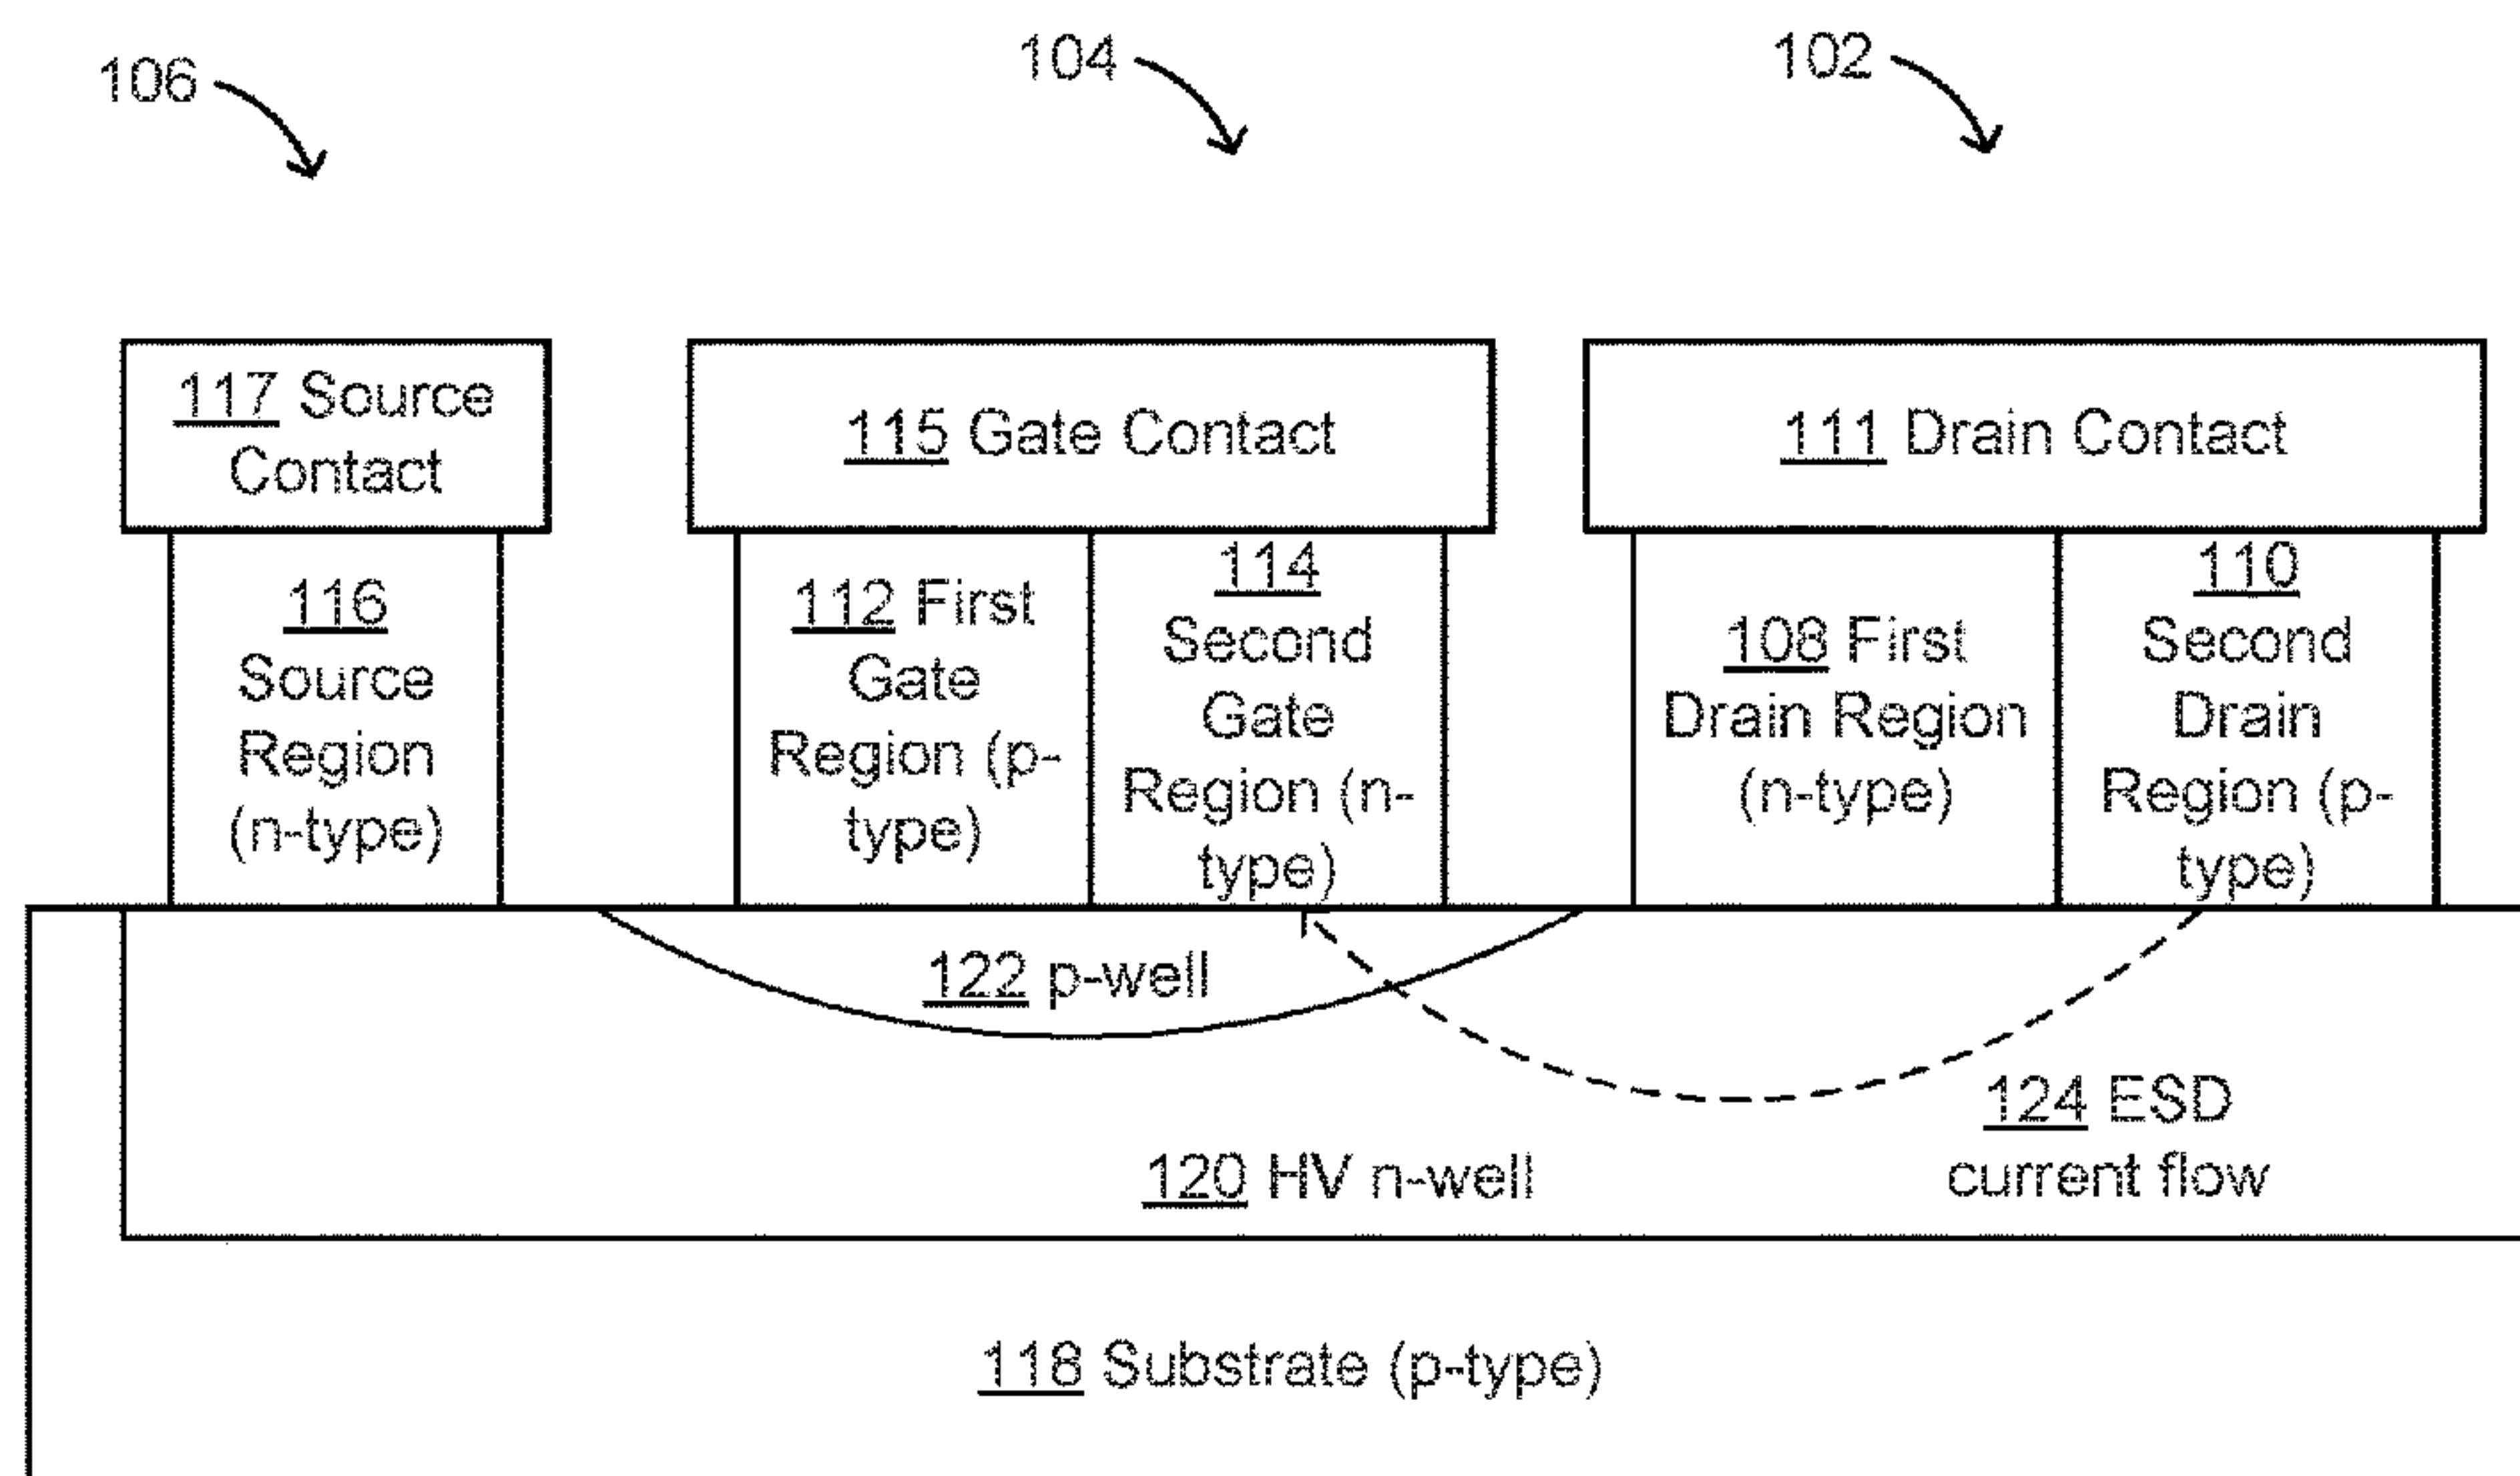 106
104
102
117 Source
Contact
115 Gate Contact
111 Drain Contact
116
Source
Region
(n-type)
112 First
Gate
Region (p-
type)
114
Second
Gate
Region (n-
type)
108 First
Drain Region
(n-type)
110
Second
Drain
Region (p-
type)
122 p-well
124 ESD
current flow
120 HV n-well
118 Substrate (p-type)